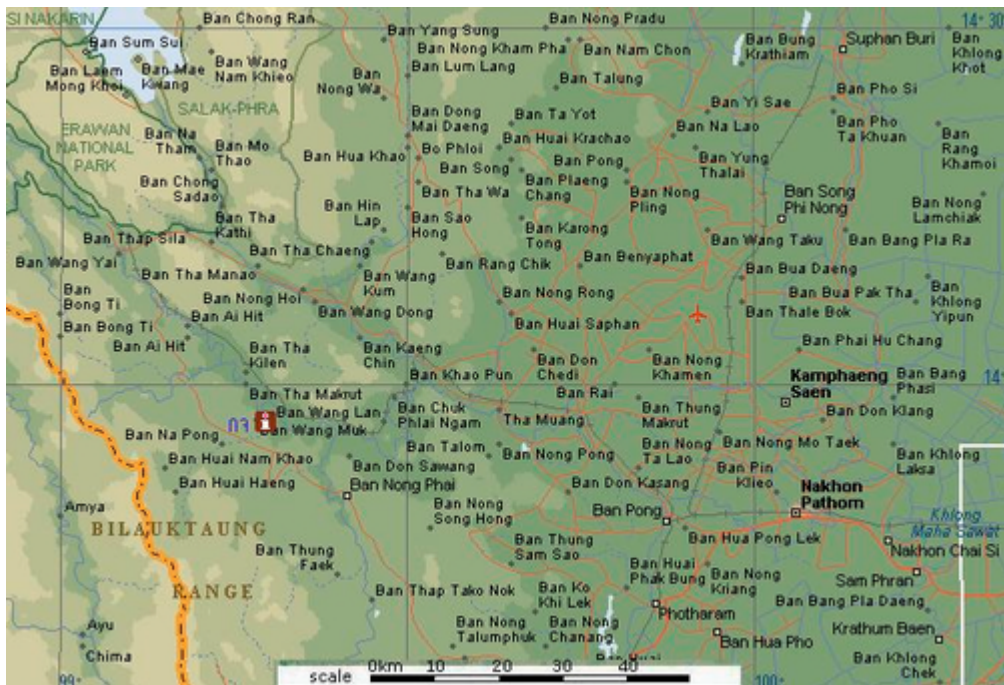 SI NAKARIN
Ban Chong Ran
Ban Yang Sung
Ban Nong Pradu
14 30
Ban Sum Sui
Ban Nong Kham Pha
Ban Nam Chon
Ban Bung
Krathiam
Suphan Buri
Ban
Khlong
Khot
Ban Laem
Mong Khoi
Ban Mae
Kwang
Ban Wang
Nam Khieo
Ban
Nong Wa
Ban Lum Lang
Ban Talung
Ban Pho Si
SALAK-PHRA
Ban Dong
Mai Daeng
Ban Ta Yot
Ban Yi Sae
Ban Pho
Ta Khuan
ERAWAN
NATIONAL
PARK
Ban Na
Tham
Ban Mo
Thao
Ban Hua Khao
Bo Phloi
Ban Huai Krachao
Ban Na Lao
Ban
Rang
Khamoi
Ban Song
Ban Pong
Ban Yung
Thalai
Ban Chong
Sadao
Ban Tha Wa
Ban Plaeng
Chang
Ban Nong
Pling
Ban Song
Phi Nong
Ban Nong
Lamchiak
Ban Tha
Kathi
Ban Hin
Lap
Ban Sao
Hong
Ban Karong
Tong
Ban Thap Sila
Ban Tha Chaeng
Ban Wang Taku
Ban Bang Pla Ra
Ban Wang Yai
Ban Tha Manao
Ban Wang
Kum
Ban Rang Chik
Ban Benyaphat
Ban Bua Daeng
Ban
Bong Ti
Ban Nong Hoi
Ban Nong Rong
Ban Bua Pak Tha
Ban
Khlong
Yipun
Ban Bong Ti
Ban Ai Hit
Ban Wang Dong
Ban Huai Saphan
Ban Thale Bok
Ban Ai Hit
Ban Tha
Kilen
Ban Kaeng
Chin
Ban Don
Chedi
Ban Nong
Khamen
Ban Phai Hu Chang
Ban Khao Pun
Kamphaeng
Saen
Ban Bang
Phasi
14
Ban Tha Makrut
Ban Rai
Ban Wang Lan
Ban Chuk
Phlai Ngam
Tha Muang
Ban Thung
Makrut
Ban Don Klang
Ban Wang Muk
Ban Na Pong
Ban Talom
Ban Nong Pong
Ban Nong
Ta Lao
Ban Nong Mo Taek
Ban Khlong
Laksa
Ban Huai Nam Khao
Ban Don Sawang
Ban Pin
Klieo
Ban Huai Haeng
Ban Nong Phai
Ban Don Kasang
Nakhon
Pathom
Amya
Ban Nong
Song Hong
Ban Pong
Khlong
Maha Sawat
BILAUKTAUNG
RANGE
Ban Hua Pong Lek
Nakhon Chai Si
Ban Thung
Faek
Ban Thung
Sam Sao
Ban Huai
Phak Bung
Ban Nong
Kriang
Sam Phran
Ban Thap Tako Nok
Ban Ko
Khi Lek
Photharam
Ban Bang Pla Daeng
Ayu
Ban Nong
Talumphuk
Ban Nong
Chanang
Ban Hua Pho
Krathum Baen
Chima
Ban Khlong
Chek
99°
scale
0km 10 20 30 40
100°